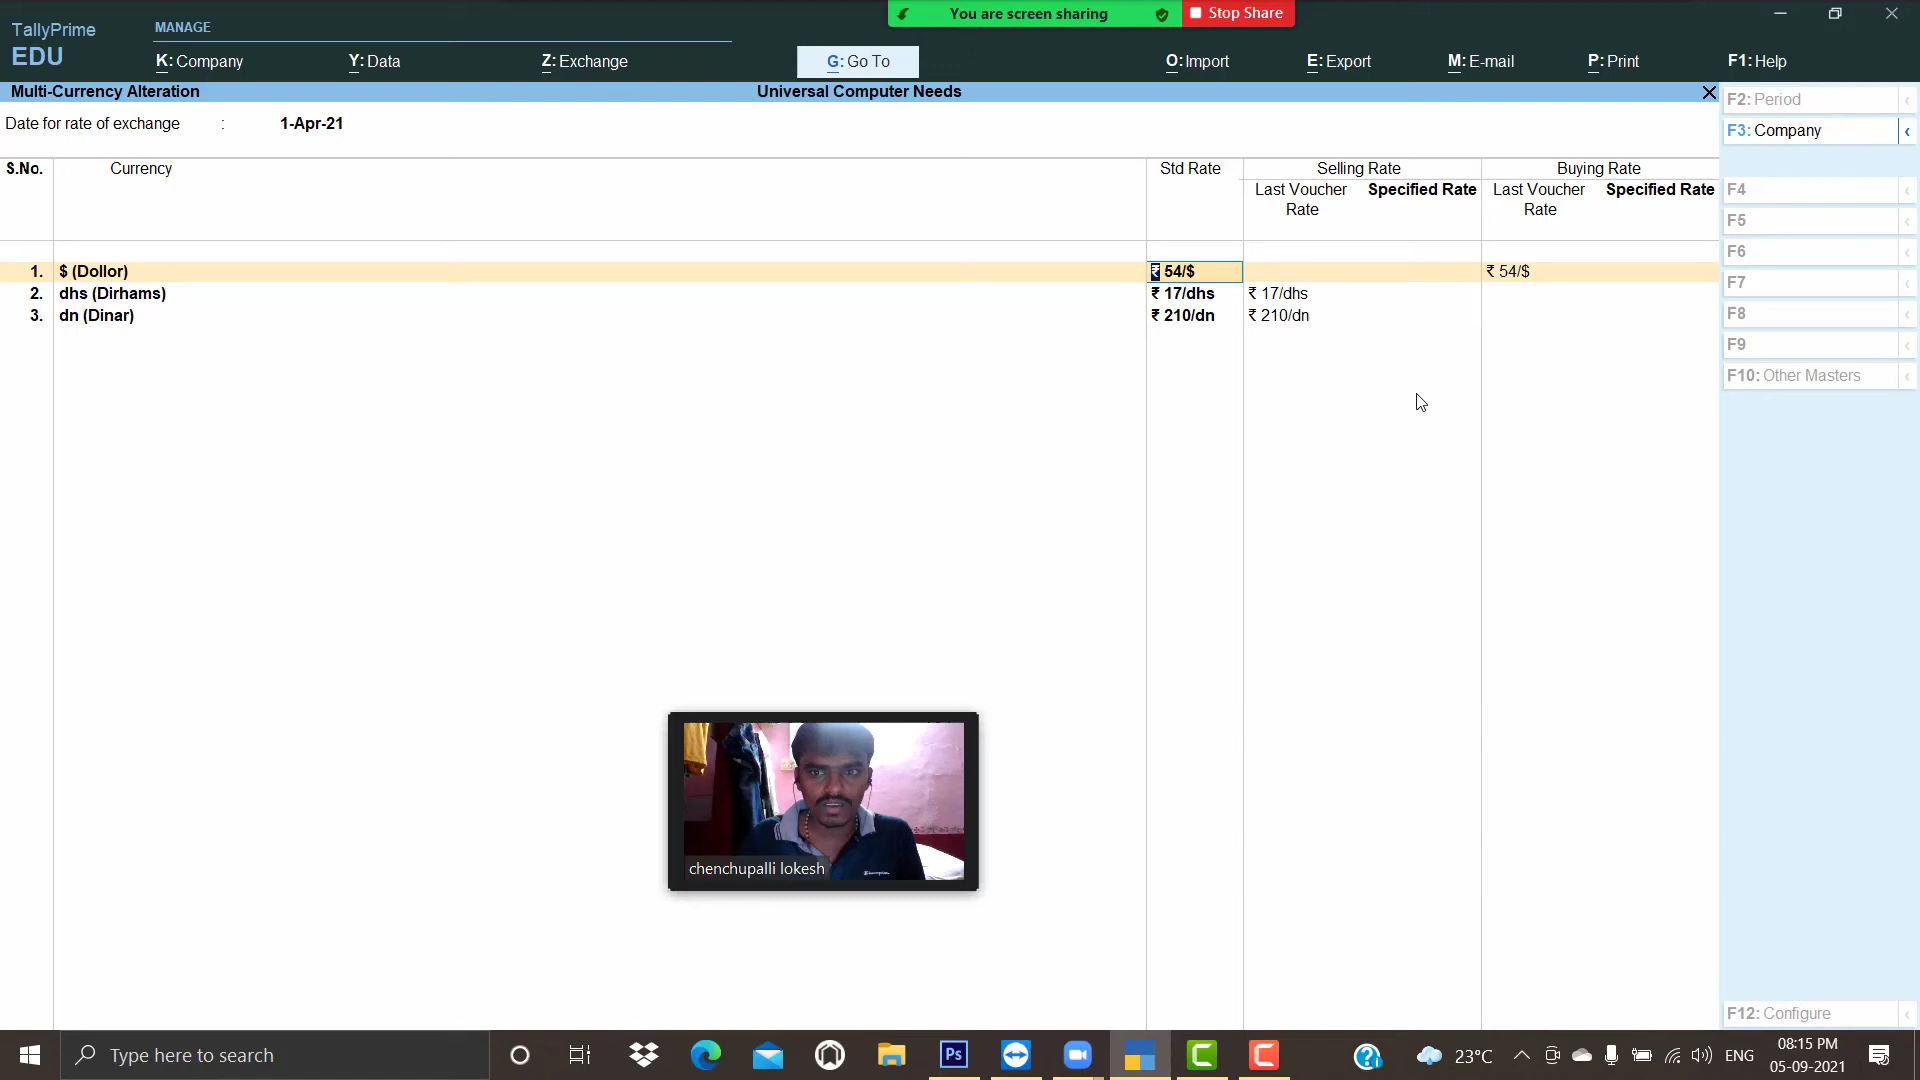 You are screen sharing
Stop Share
TallyPrime
EDU
MANAGE
K: Company
Y: Data
Z: Exchange
G: Go To
O: Import
E: Export
M: E-mail
P: Print
F1: Help
Multi-Currency Alteration
Universal Computer Needs
Date for rate of exchange : 1-Apr-21
S.No. Currency Std Rate Selling Rate Buying Rate
Last Voucher Rate Specified Rate Last Voucher Rate Specified Rate
1. $ (Dollor) ₹ 54/$ ₹ 54/$
2. dhs (Dirhams) ₹ 17/dhs ₹ 17/dhs
3. dn (Dinar) ₹ 210/dn ₹ 210/dn
F2: Period
F3: Company
F4
F5
F6
F7
F8
F9
F10: Other Masters
F12: Configure
chenchupalli lokesh
Type here to search
Ps
23°C
ENG
08:15 PM
05-09-2021